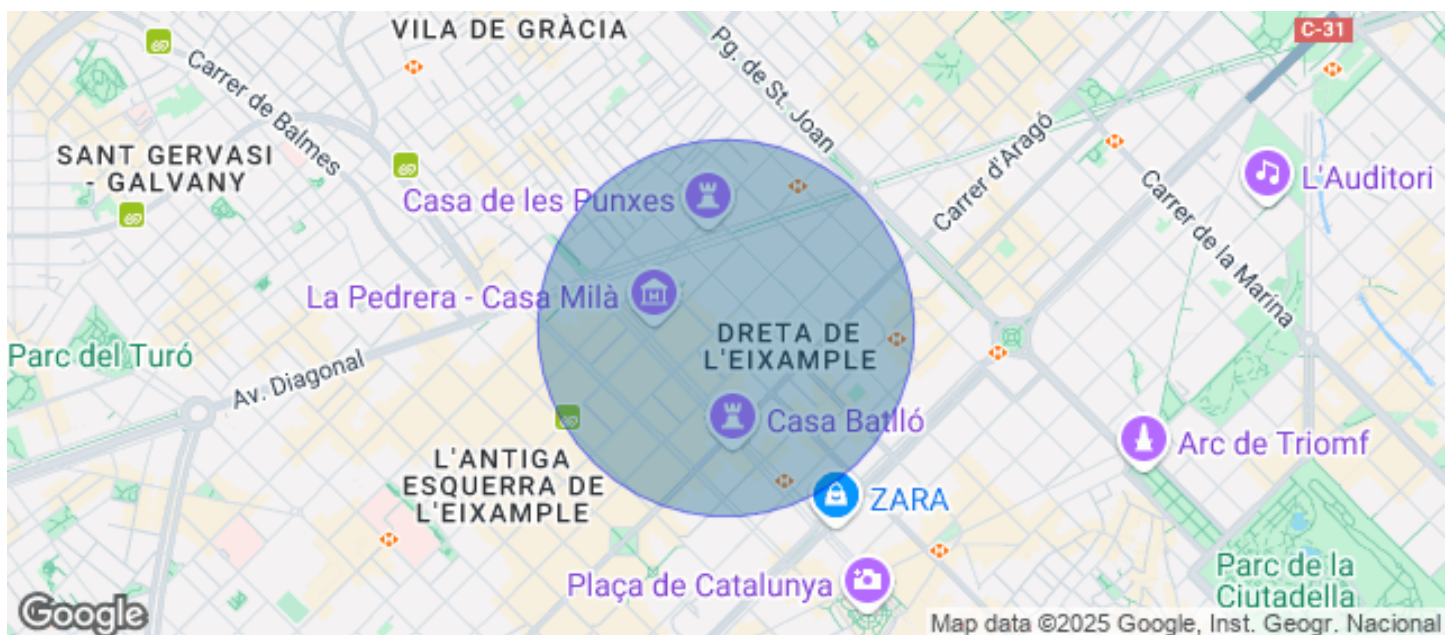 VILA DE GRÀCIA
C-31
Pg. de St. Joan
Carrer de Balmes
SANT GERVASI
- GALVANY
Carrer d'Aragó
L'Auditori
Casa de les Punxes
Carrer de la Marina
La Pedrera - Casa Milà
DRETA DE
L'EIXAMPLE
Parc del Turó
Av. Diagonal
Casa Batlló
Arc de Triomf
L'ANTIGA
ESQUERRA DE
L'EIXAMPLE
ZARA
Plaça de Catalunya
Parc de la
Ciutadella
Google
Map data ©2025 Google, Inst. Geogr. Nacional